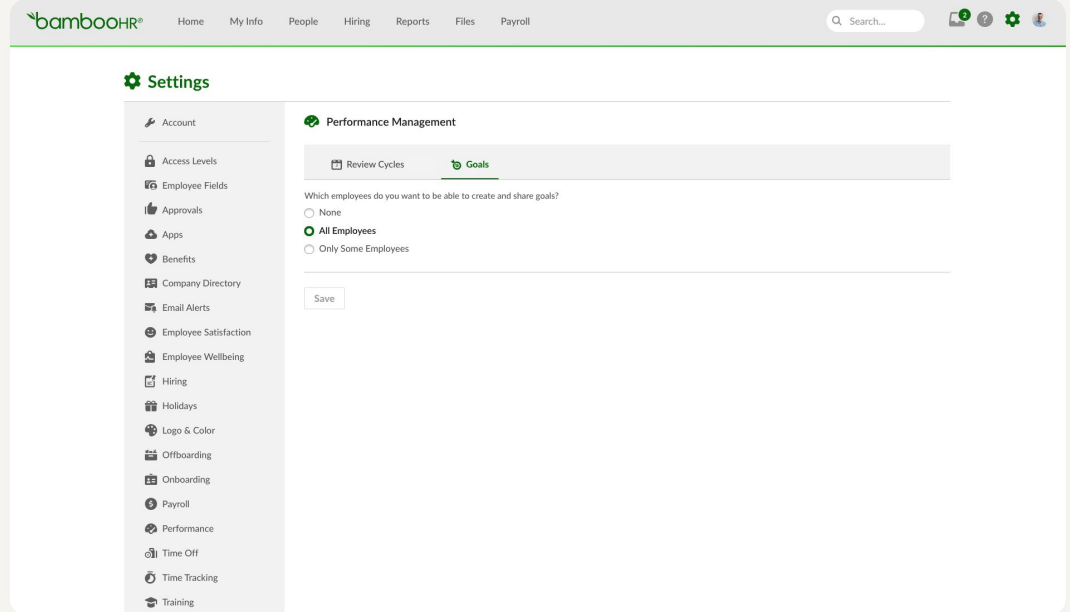 bambooHR®
Home My Info People Hiring Reports Files Payroll
Search...
2
?
Settings
Account
Access Levels
Employee Fields
Approvals
Apps
Benefits
Company Directory
Email Alerts
Employee Satisfaction
Employee Wellbeing
Hiring
Holidays
Logo & Color
Offboarding
Onboarding
Payroll
Performance
Time Off
Time Tracking
Training
Performance Management
Review Cycles Goals
Which employees do you want to be able to create and share goals?
None
All Employees
Only Some Employees
Save